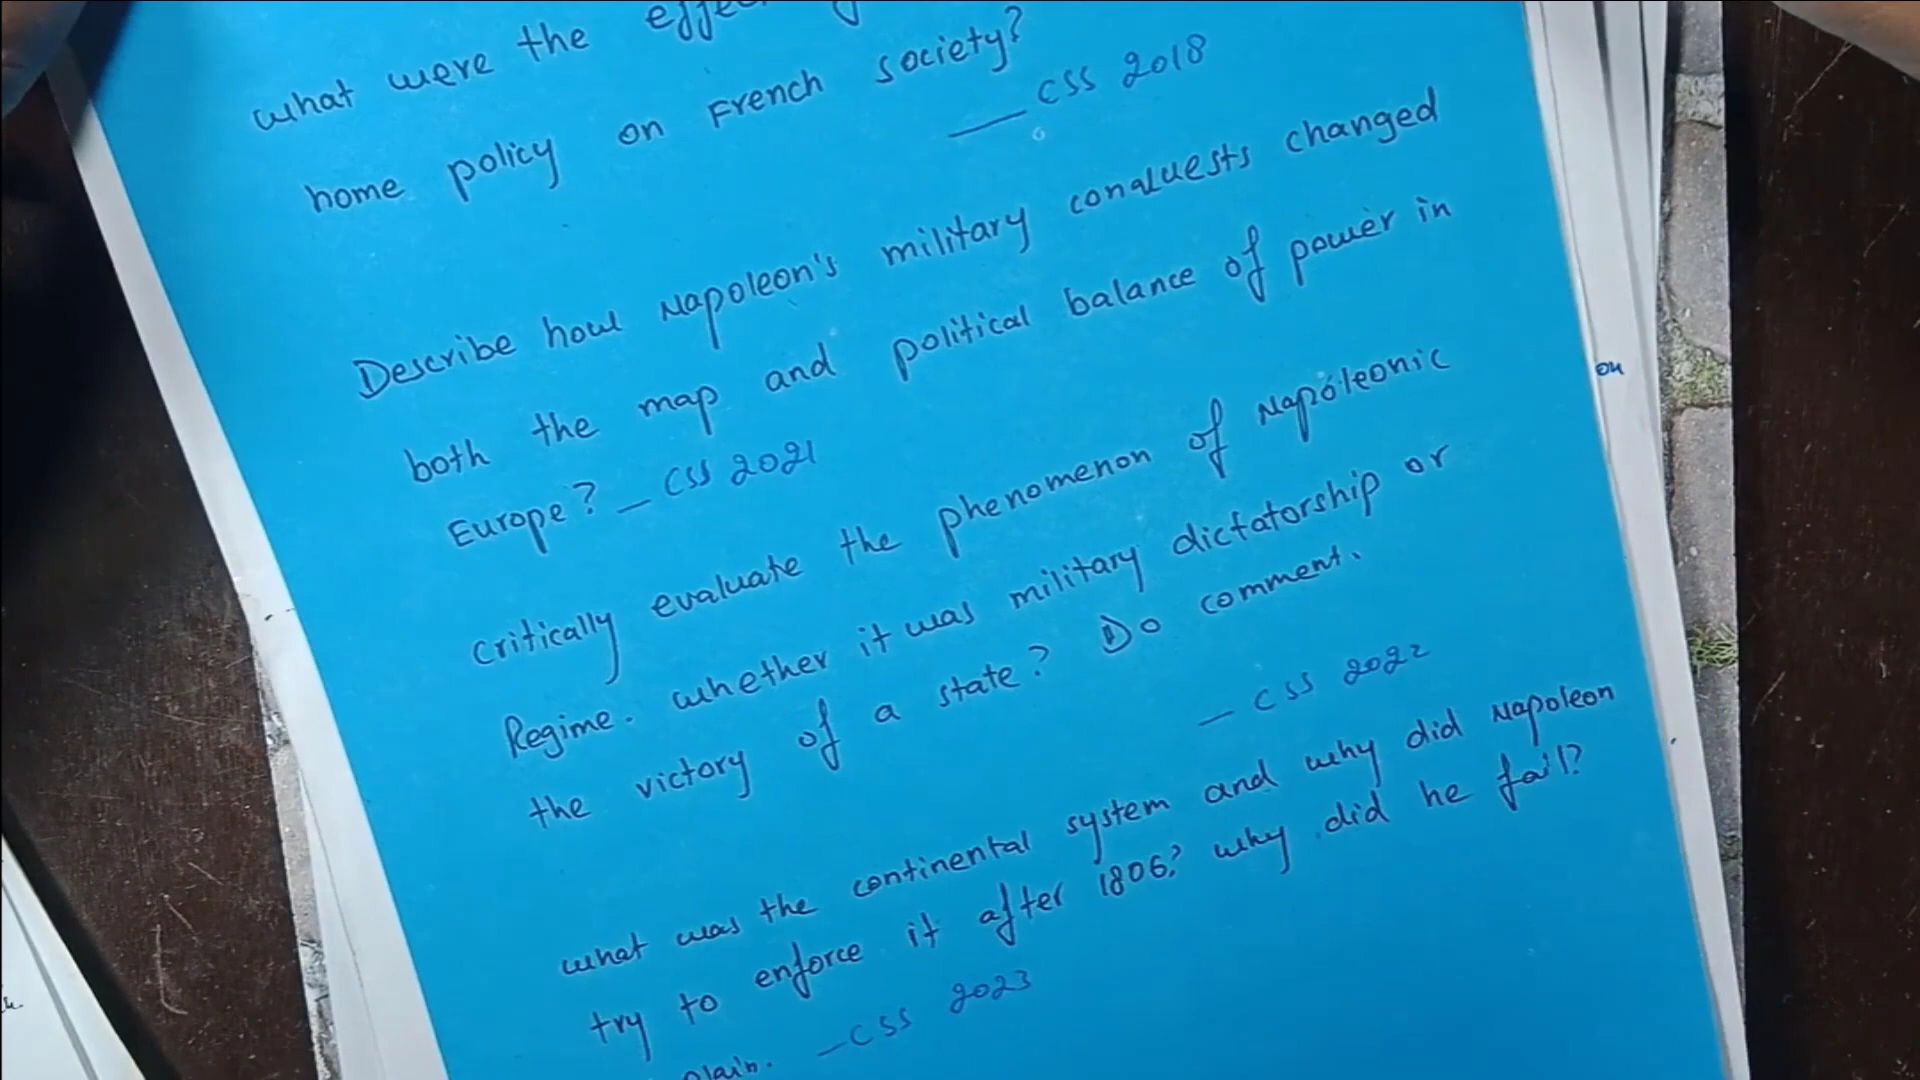 what were the
home policy on French society?
— CSS 2018
Describe how Napoleon's military conquests changed
both the map and political balance of power in
Europe? — CSS 2021
critically evaluate the phenomenon of Napoleonic
Regime. whether it was military dictatorship or
the victory of a state? Do comment.
— CSS 2022
what was the continental system and why did Napoleon
try to enforce it after 1806? why did he fail?
— CSS 2023